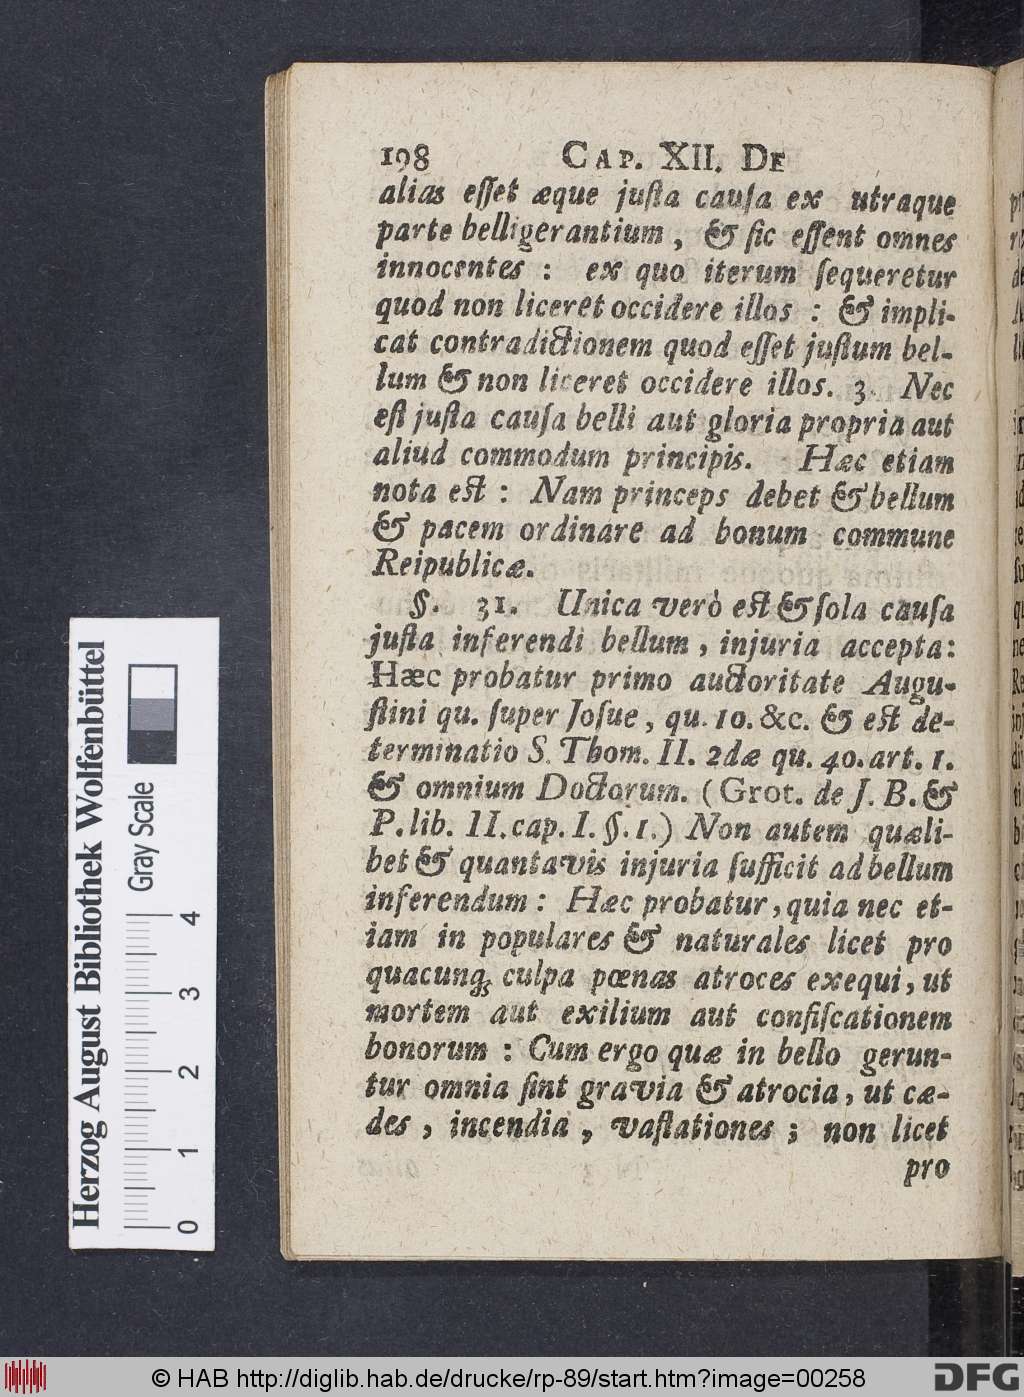 198 CAP. XII. DE
alias eſſet æque juſta cauſa ex utraque
parte belligerantium, & ſic eſſent omnes
innocentes : ex quo iterum ſequeretur
quod non liceret occidere illos : & impli-
cat contradictionem quod eſſet juſtum bel-
lum & non liceret occidere illos. 3. Nec
eſt juſta cauſa belli aut gloria propria aut
aliud commodum principis. Hæc etiam
nota est : Nam princeps debet & bellum
& pacem ordinare ad bonum commune
Reipublicæ.
§. 31. Unica verò est & ſola cauſa
juſta inferendi bellum, injuria accepta:
Hæc probatur primo auctoritate Augu-
ſtini qu. ſuper Joſue, qu. 10. &c. & est de-
terminatio S. Thom. II. 2dæ qu. 40. art. 1.
& omnium Doctorum. (Grot. de J. B. &
P. lib. II. cap. I. §. 1.) Non autem quæli-
bet & quantavis injuria ſufficit ad bellum
inferendum : Hæc probatur, quia nec et-
iam in populares & naturales licet pro
quacunq; culpa pœnas atroces exequi, ut
mortem aut exilium aut confiſcationem
bonorum : Cum ergo quæ in bello gerun-
tur omnia ſint gravia & atrocia, ut cæ-
des, incendia, vaſtationes ; non licet
pro
Herzog August Bibliothek Wolfenbüttel
Gray Scale
0 1 2 3 4
© HAB http://diglib.hab.de/drucke/rp-89/start.htm?image=00258
DFG